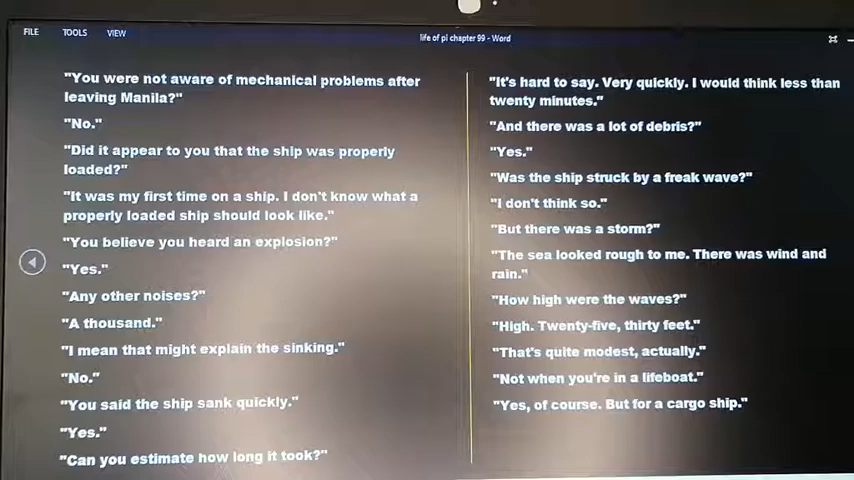 FILE TOOLS VIEW
life of pi chapter 99 - Word
"You were not aware of mechanical problems after
leaving Manila?"
"No."
"Did it appear to you that the ship was properly
loaded?"
"It was my first time on a ship. I don't know what a
properly loaded ship should look like."
"You believe you heard an explosion?"
"Yes."
"Any other noises?"
"A thousand."
"I mean that might explain the sinking."
"No."
"You said the ship sank quickly."
"Yes."
"Can you estimate how long it took?"
"It's hard to say. Very quickly. I would think less than
twenty minutes."
"And there was a lot of debris?"
"Yes."
"Was the ship struck by a freak wave?"
"I don't think so."
"But there was a storm?"
"The sea looked rough to me. There was wind and
rain."
"How high were the waves?"
"High. Twenty-five, thirty feet."
"That's quite modest, actually."
"Not when you're in a lifeboat."
"Yes, of course. But for a cargo ship."